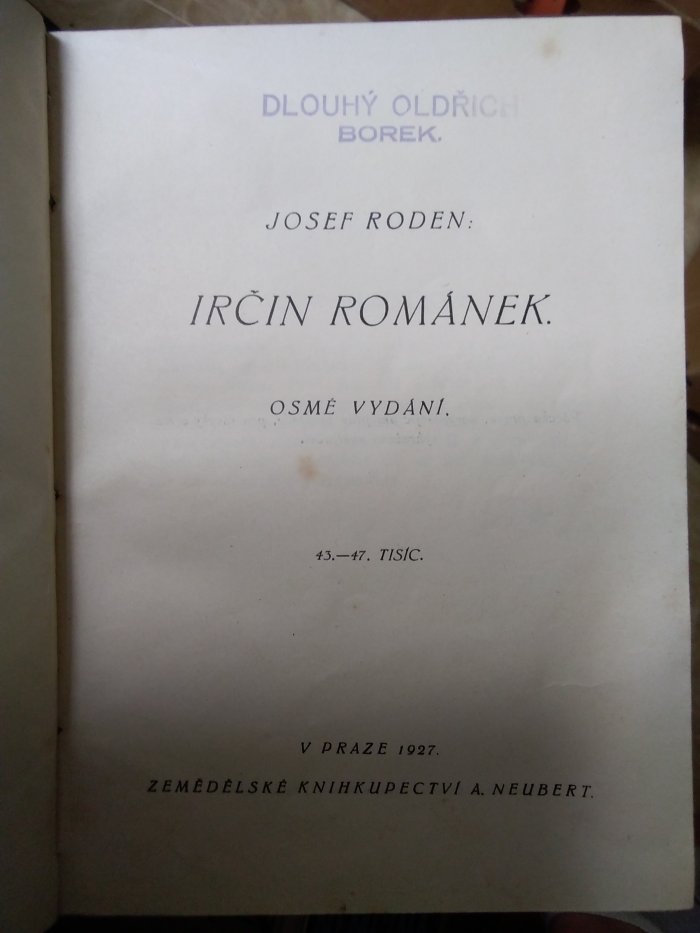 DLOUHÝ OLDŘICH
BOREK.
JOSEF RODEN:
IRČIN ROMÁNEK.
OSMÉ VYDÁNÍ.
43.—47. TISÍC.
V PRAZE 1927.
ZEMĚDĚLSKÉ KNIHKUPECTVÍ A. NEUBERT.